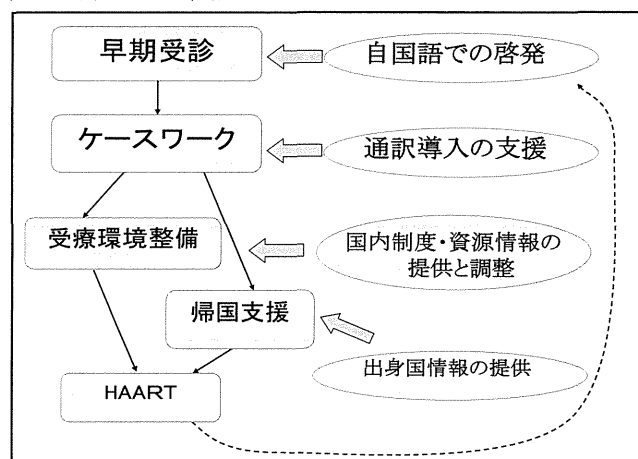 早期受診
自国語での啓発
ケースワーク
通訳導入の支援
受療環境整備
国内制度・資源情報の
提供と調整
帰国支援
出身国情報の提供
HAART